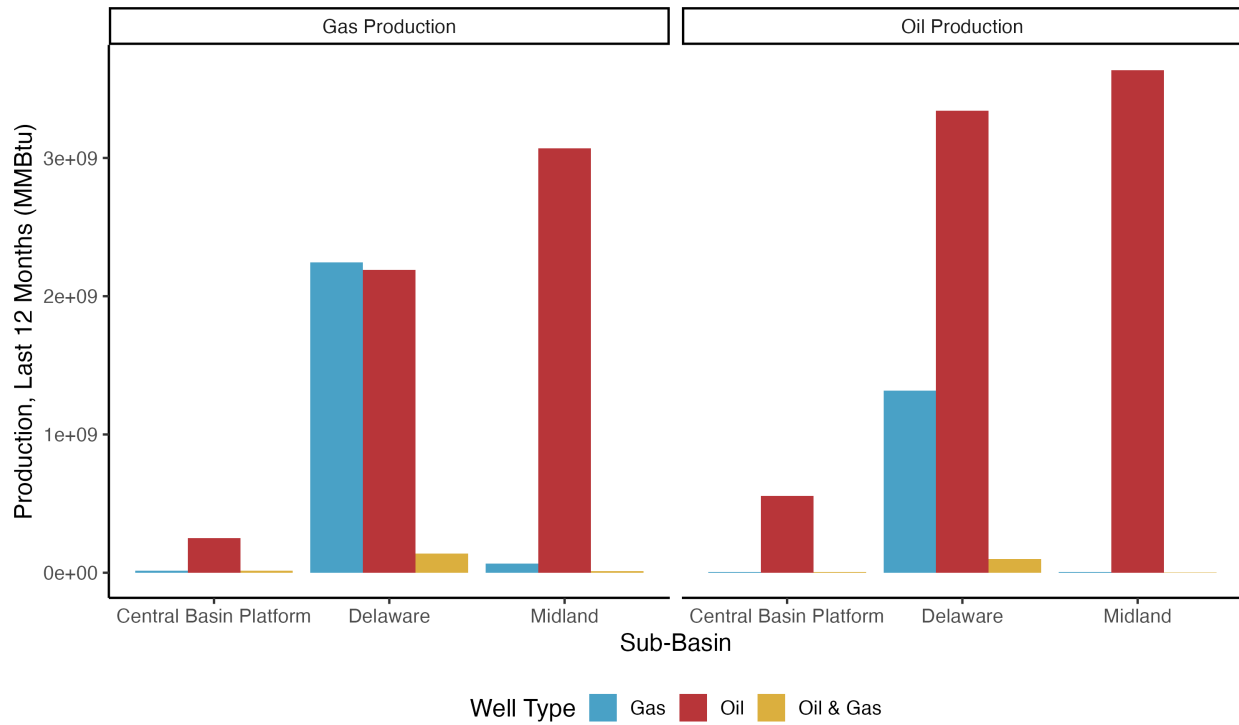 Gas Production
Oil Production
Production, Last 12 Months (MMBtu)
3e+09
2e+09
1e+09
0e+00
Central Basin Platform Delaware Midland
Central Basin Platform Delaware Midland
Sub-Basin
Well Type Gas Oil Oil & Gas